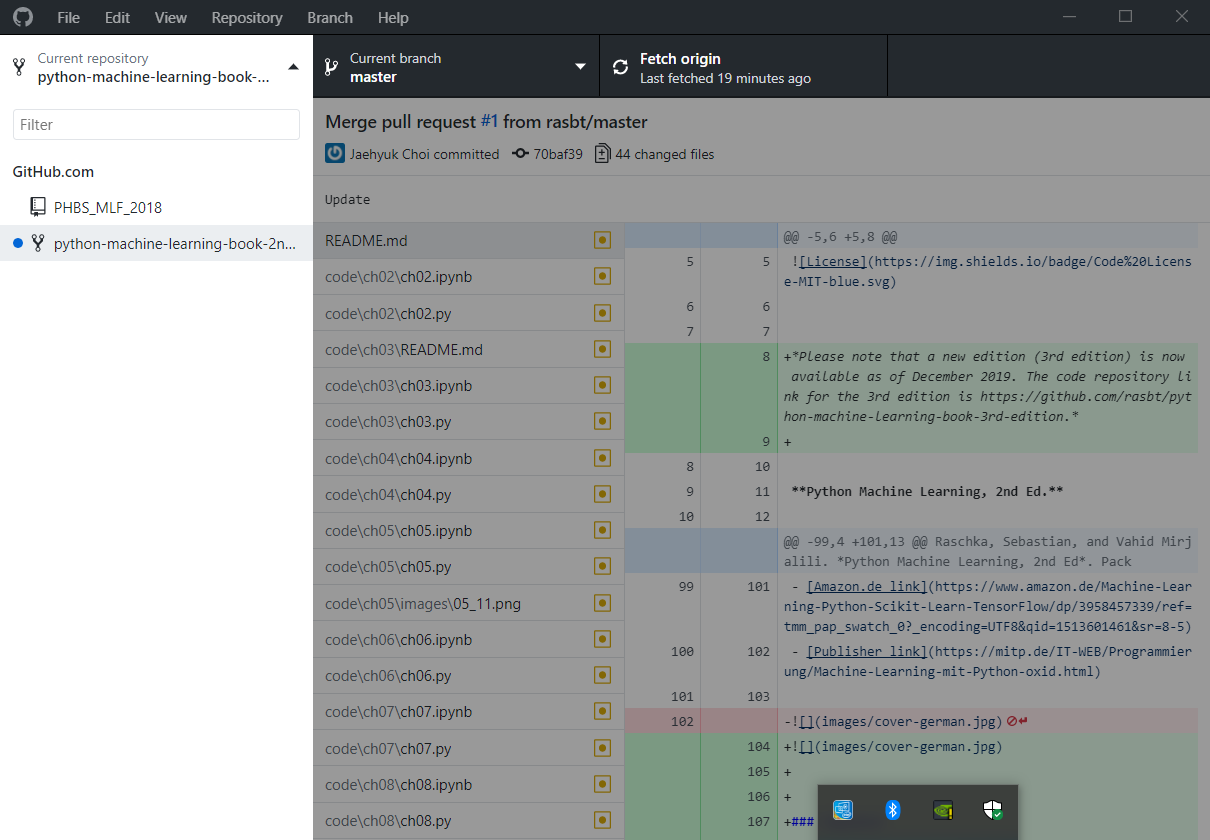 File Edit View Repository Branch Help
Current repository
python-machine-learning-book-...
Current branch
master
Fetch origin
Last fetched 19 minutes ago
Filter
GitHub.com
PHBS_MLF_2018
python-machine-learning-book-2n...
Merge pull request #1 from rasbt/master
Jaehyuk Choi committed 70baf39 44 changed files
Update
README.md
code\ch02\ch02.ipynb
code\ch02\ch02.py
code\ch03\README.md
code\ch03\ch03.ipynb
code\ch03\ch03.py
code\ch04\ch04.ipynb
code\ch04\ch04.py
code\ch05\ch05.ipynb
code\ch05\ch05.py
code\ch05\images\05_11.png
code\ch06\ch06.ipynb
code\ch06\ch06.py
code\ch07\ch07.ipynb
code\ch07\ch07.py
code\ch08\ch08.ipynb
code\ch08\ch08.py
@@ -5,6 +5,8 @@
5 5 ![License](https://img.shields.io/badge/Code%20Licens
e-MIT-blue.svg)
6 6
7 7
8 +*Please note that a new edition (3rd edition) is now
available as of December 2019. The code repository li
nk for the 3rd edition is https://github.com/rasbt/pyt
hon-machine-learning-book-3rd-edition.*
9 +
8 10
9 11 **Python Machine Learning, 2nd Ed.**
10 12
@@ -99,4 +101,13 @@ Raschka, Sebastian, and Vahid Mirj
alili. *Python Machine Learning, 2nd Ed*. Pack
99 101 - [Amazon.de link](https://www.amazon.de/Machine-Lear
ning-Python-Scikit-Learn-TensorFlow/dp/3958457339/ref=
tmm_pap_swatch_0?_encoding=UTF8&qid=1513601461&sr=8-5)
100 102 - [Publisher link](https://mitp.de/IT-WEB/Programmier
ung/Machine-Learning-mit-Python-oxid.html)
101 103
102 -![](images/cover-german.jpg)
104 +![](images/cover-german.jpg)
105 +
106 +
107 +###